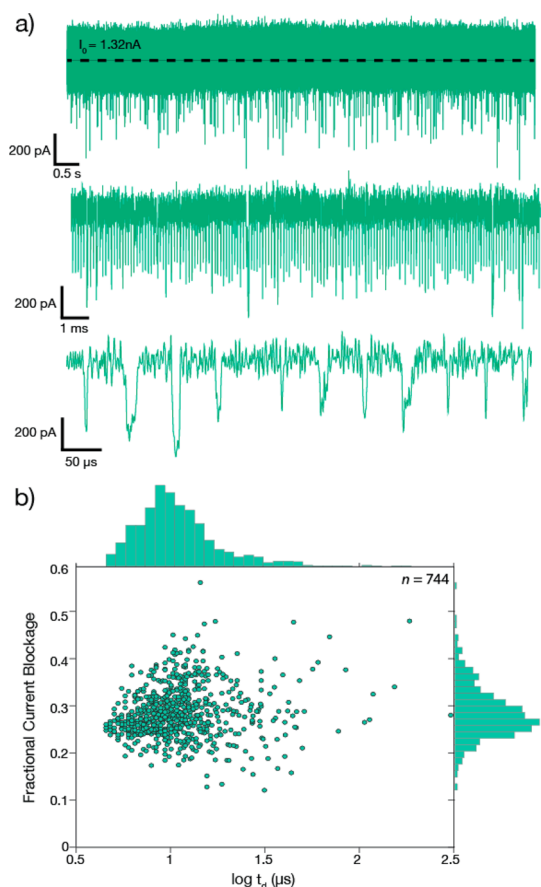 a)
I₀ = 1.32nA
200 pA
0.5 s
200 pA
1 ms
200 pA
50 µs
b)
n = 744
0.6
0.5
0.4
0.3
0.2
0.1
0
Fractional Current Blockage
0.5
1
1.5
2
2.5
log t_d (µs)